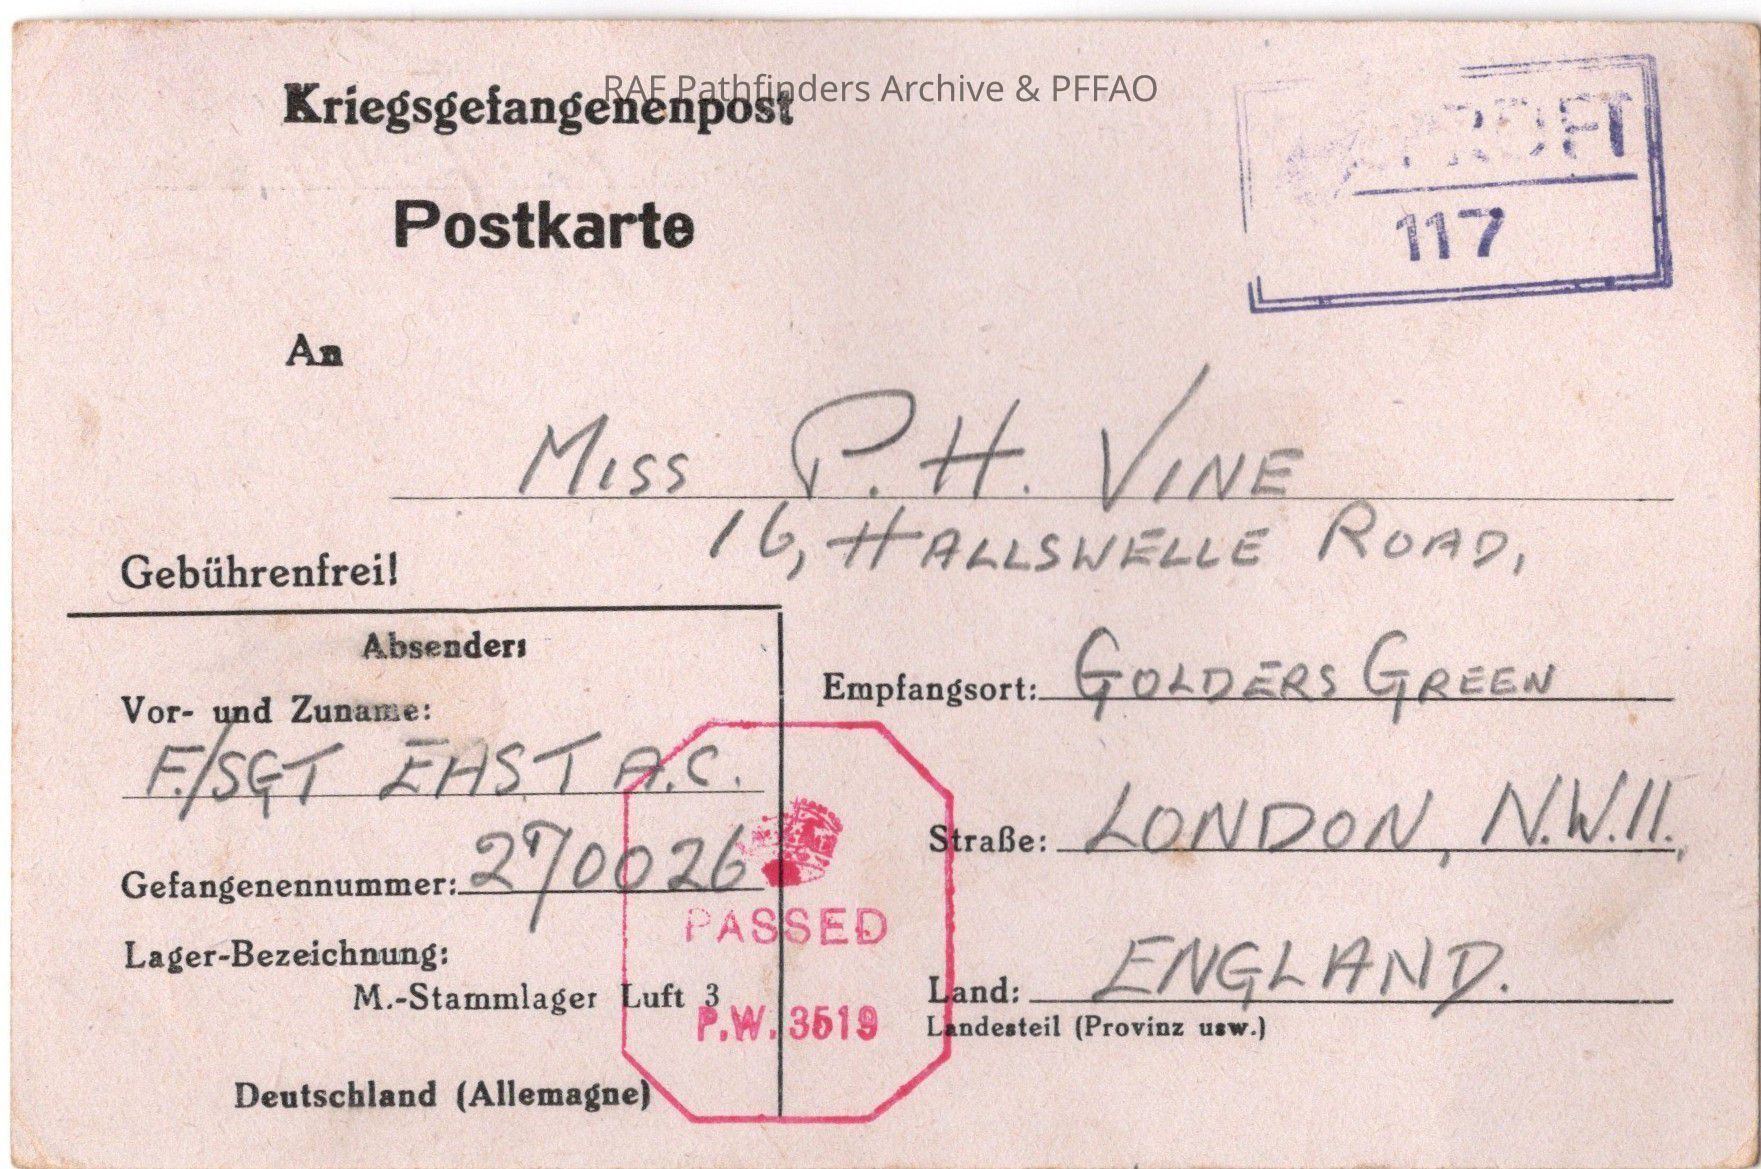 RAF Pathfinders Archive & PFFAO
Kriegsgefangenenpost
Postkarte
117
An
Miss P. H. VINE
16, HALLSWELLE ROAD,
Gebührenfrei!
Absender:
Vor- und Zuname:
F./SGT EAST A.C.
Gefangenennummer: 270026
Lager-Bezeichnung:
M.-Stammlager Luft 3
Deutschland (Allemagne)
Empfangsort: GOLDERS GREEN
Straße: LONDON, N.W.11.
Land: ENGLAND.
Landesteil (Provinz usw.)
PASSED
P.W. 3519